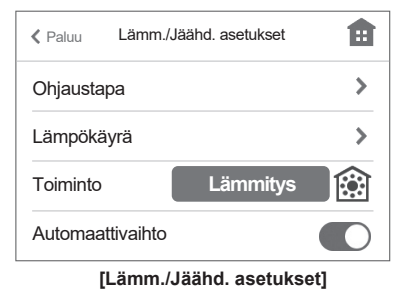 Paluu Lämm./Jäähd. asetukset
Ohjaustapa
Lämpökäyrä
Toiminto Lämmitys
Automaattivaihto
[Lämm./Jäähd. asetukset]